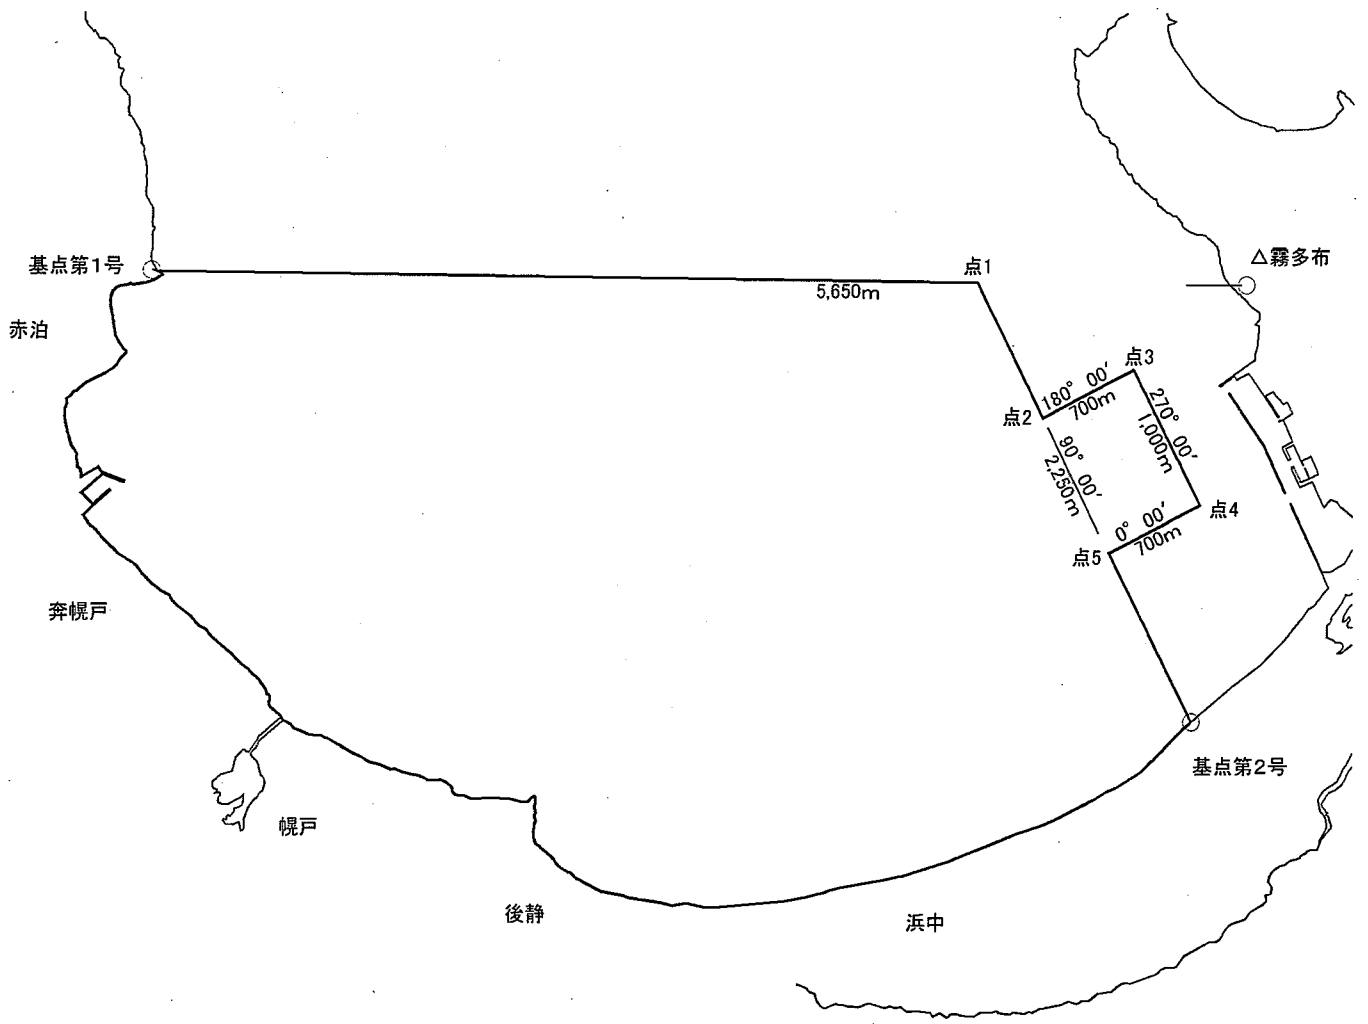 基点第1号
点1
△霧多布
5,650m
赤泊
点3
180° 00′
700m
270° 00′
1,000m
点2
90° 00′
2,250m
点4
0° 00′
700m
点5
奔幌戸
基点第2号
幌戸
後静
浜中